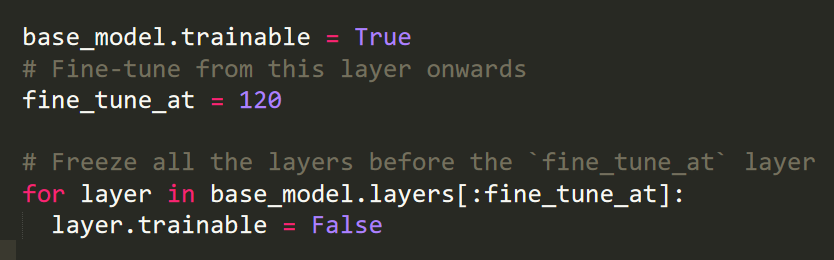 base_model.trainable = True
# Fine-tune from this layer onwards
fine_tune_at = 120
# Freeze all the layers before the `fine_tune_at` layer
for layer in base_model.layers[:fine_tune_at]:
  layer.trainable = False